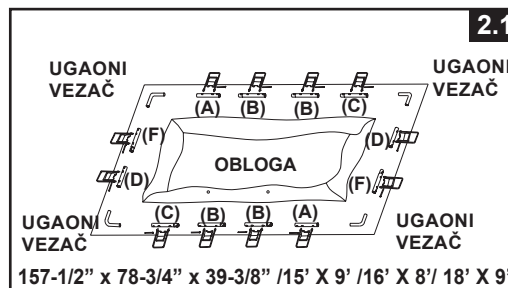 2.1
UGAONI
VEZAČ
UGAONI
VEZAČ
(A) (B) (B) (C)
(F)
(D)
OBLOGA
(D)
(F)
UGAONI
VEZAČ
(C) (B) (B) (A)
UGAONI
VEZAČ
157-1/2” x 78-3/4” x 39-3/8” /15’ X 9’ /16’ X 8’/ 18’ X 9’